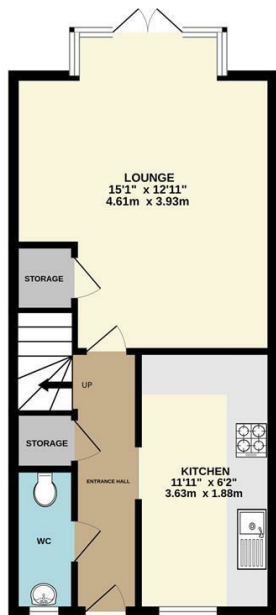 LOUNGE
15'1" x 12'11"
4.61m x 3.93m
STORAGE
UP
STORAGE
ENTRANCE HALL
KITCHEN
11'11" x 6'2"
3.63m x 1.88m
WC